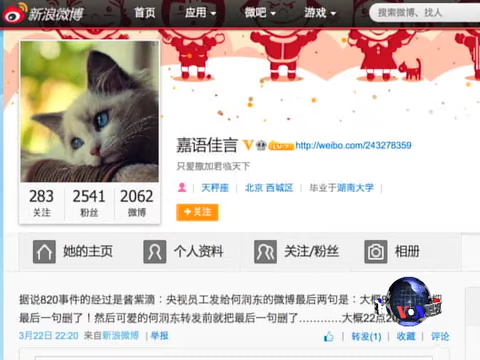 新浪微博 首页 应用 微吧 游戏 搜索微博、找人
嘉语佳言 V http://weibo.com/243278359
只爱撒加君临天下
天秤座 | 北京 西城区 | 毕业于湖南大学 |
283 2541 2062
关注 粉丝 微博
+关注
她的主页 个人资料 关注/粉丝 相册
据说820事件的经过是酱紫滴：央视员工发给何润东的微博最后两句是：大概
最后一句删了！然后可爱的何润东转发前就把最后一句删了…………大概22点20
3月22日 22:20 来自新浪微博 | 举报 转发(1) | 收藏 | 评论
VOA